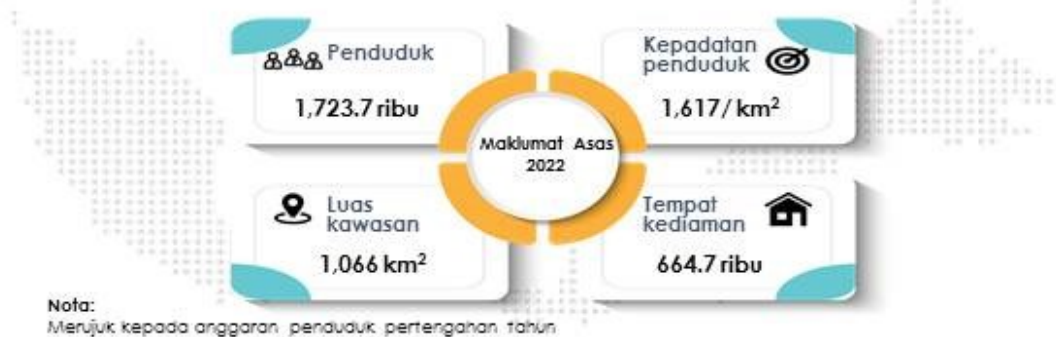 Penduduk
1,723.7 ribu
Kepadatan
penduduk
1,617/ km²
Maklumat Asas
2022
Luas
kawasan
1,066 km²
Tempat
kediaman
664.7 ribu
Nota:
Merujuk kepada anggaran penduduk pertengahan tahun